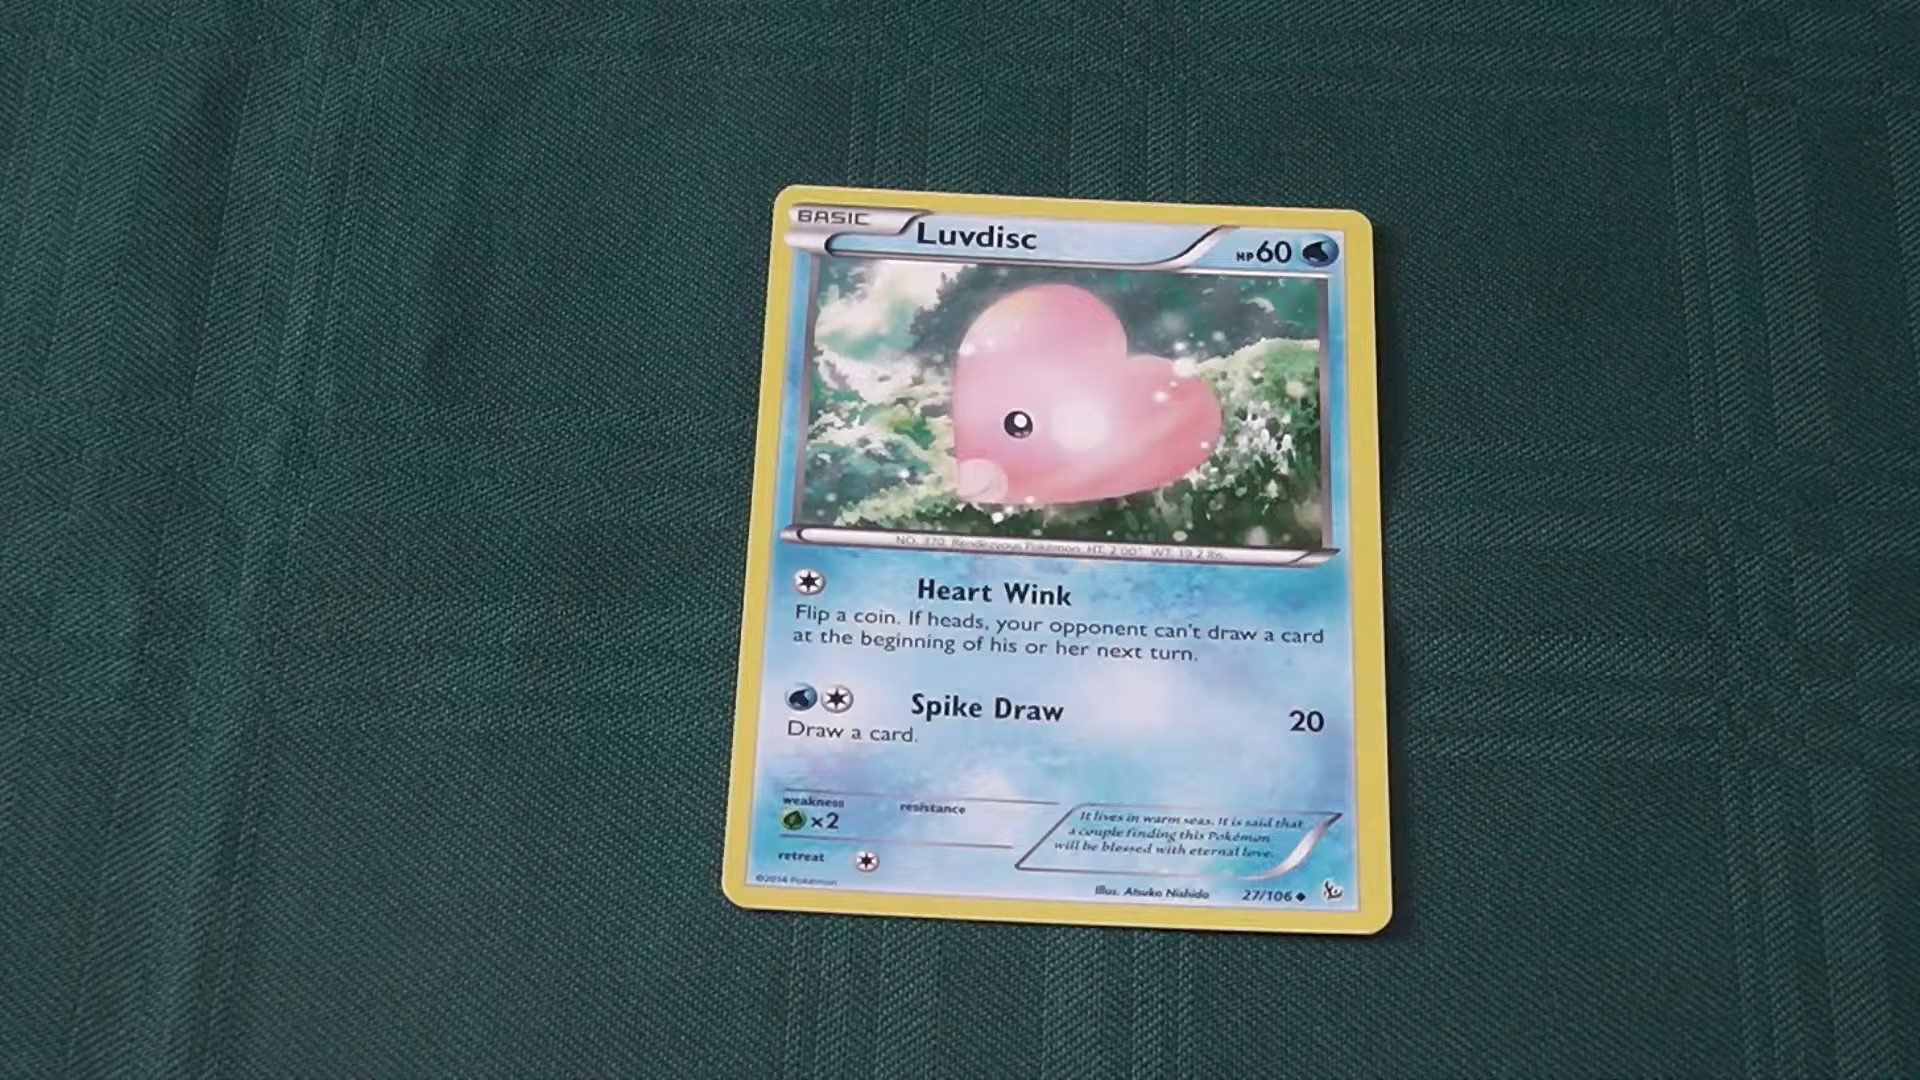 BASIC
Luvdisc
HP60
NO. 370 Rendezvous Pokémon HT: 2'00" WT: 19.2 lbs.
Heart Wink
Flip a coin. If heads, your opponent can't draw a card
at the beginning of his or her next turn.
Spike Draw 20
Draw a card.
weakness resistance
×2
retreat
It lives in warm seas. It is said that
a couple finding this Pokémon
will be blessed with eternal love.
©2014 Pokémon
Illus. Atsuko Nishida 27/106